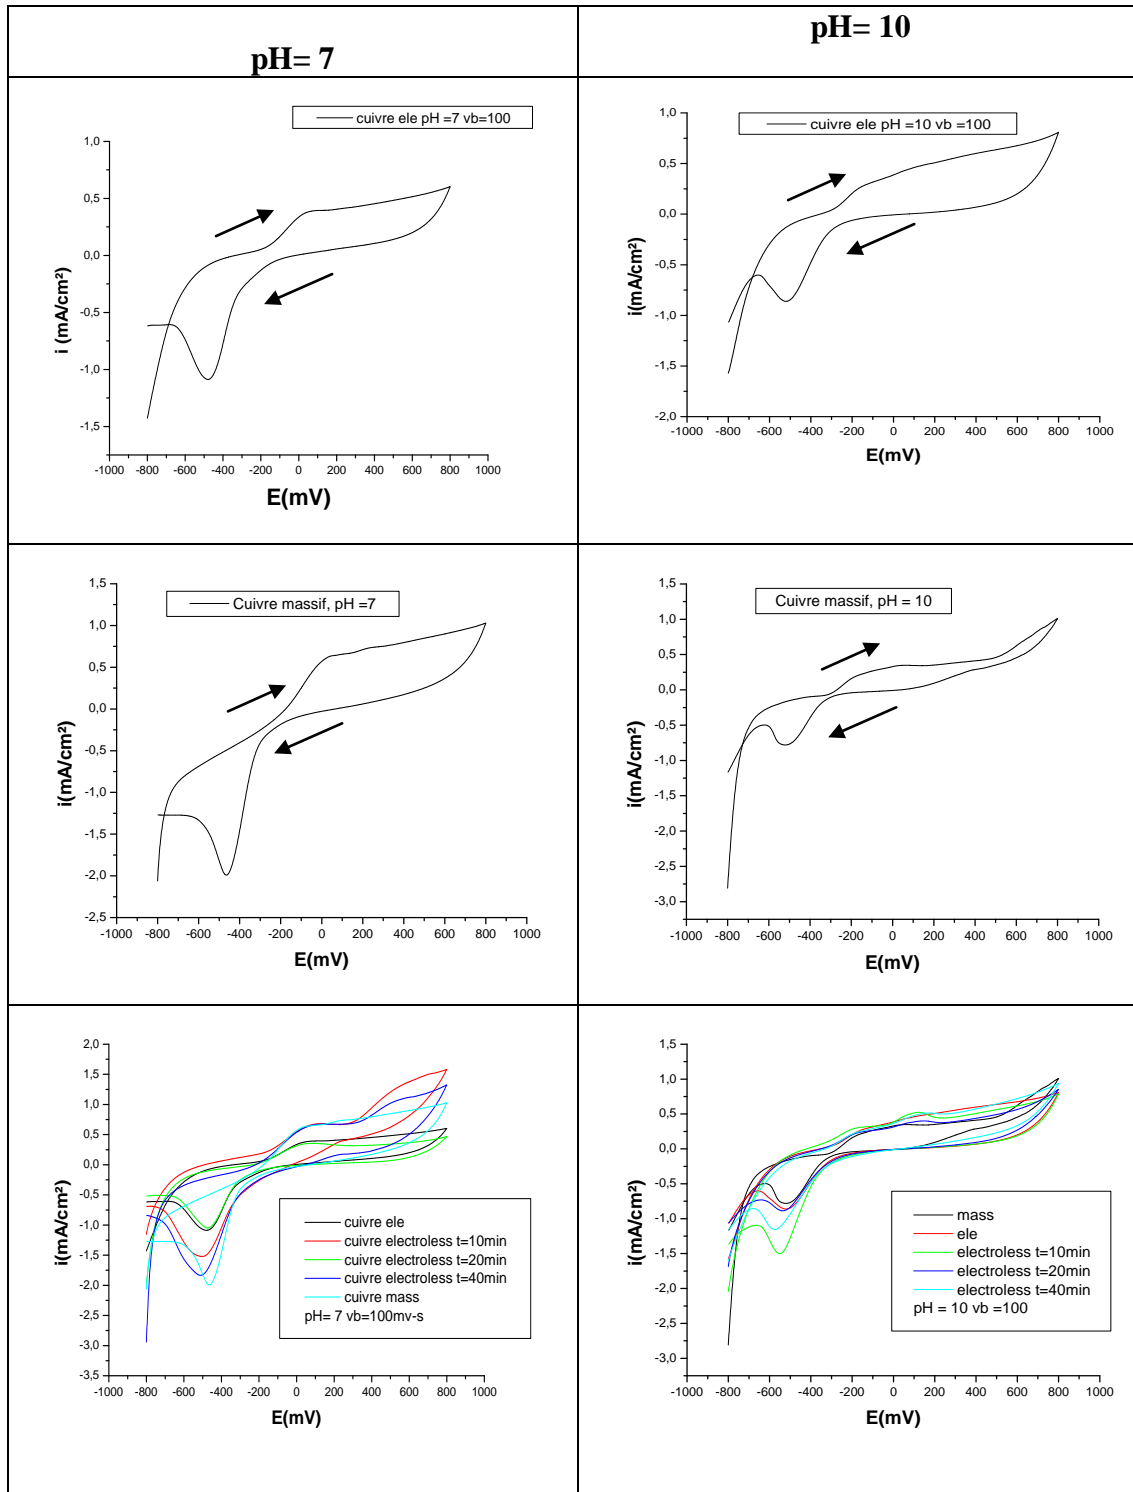 pH= 7
pH= 10
cuivre ele pH =7 vb=100
1,0
0,5
0,0
-0,5
-1,0
-1,5
i (mA/cm²)
-1000 -800 -600 -400 -200 0 200 400 600 800 1000
E(mV)
cuivre ele pH =10 vb =100
1,0
0,5
0,0
-0,5
-1,0
-1,5
-2,0
i(mA/cm²)
-1000 -800 -600 -400 -200 0 200 400 600 800 1000
E(mV)
Cuivre massif, pH =7
1,5
1,0
0,5
0,0
-0,5
-1,0
-1,5
-2,0
-2,5
i(mA/cm²)
-1000 -800 -600 -400 -200 0 200 400 600 800 1000
E(mV)
Cuivre massif, pH = 10
1,5
1,0
0,5
0,0
-0,5
-1,0
-1,5
-2,0
-2,5
-3,0
i(mA/cm²)
-1000 -800 -600 -400 -200 0 200 400 600 800 1000
E(mV)
2,0
1,5
1,0
0,5
0,0
-0,5
-1,0
-1,5
-2,0
-2,5
-3,0
-3,5
i(mA/cm²)
cuivre ele
cuivre electroless t=10min
cuivre electroless t=20min
cuivre electroless t=40min
cuivre mass
pH= 7 vb=100mv-s
-1000 -800 -600 -400 -200 0 200 400 600 800 1000
E(mV)
1,5
1,0
0,5
0,0
-0,5
-1,0
-1,5
-2,0
-2,5
-3,0
i(mA/cm²)
mass
ele
electroless t=10min
electroless t=20min
electroless t=40min
pH = 10 vb =100
-1000 -800 -600 -400 -200 0 200 400 600 800 1000
E(mV)